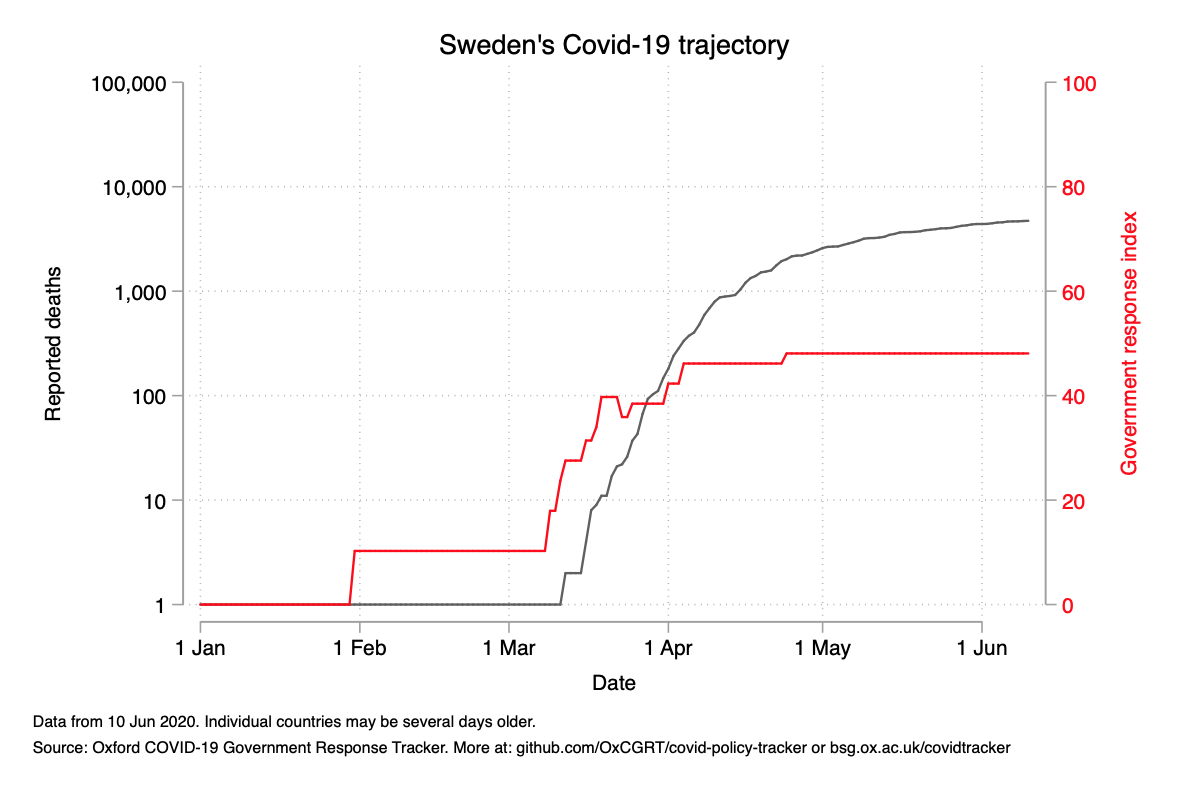 Sweden's Covid-19 trajectory
100,000
10,000
1,000
100
10
1
Reported deaths
100
80
60
40
20
0
Government response index
1 Jan 1 Feb 1 Mar 1 Apr 1 May 1 Jun
Date
Data from 10 Jun 2020. Individual countries may be several days older.
Source: Oxford COVID-19 Government Response Tracker. More at: github.com/OxCGRT/covid-policy-tracker or bsg.ox.ac.uk/covidtracker